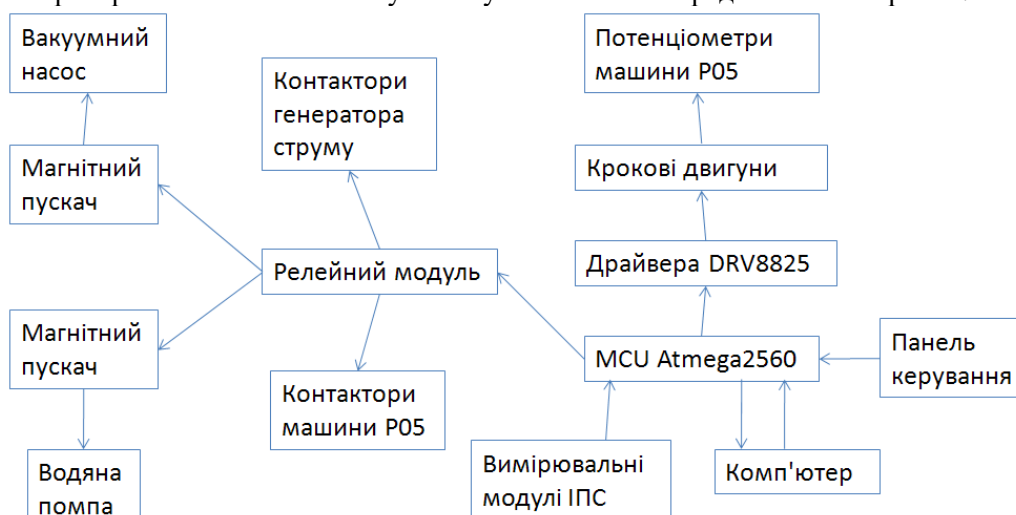 Вакуумний
насос
Магнітний
пускач
Магнітний
пускач
Водяна
помпа
Контактори
генератора
струму
Релейний модуль
Контактори
машини Р05
Потенціометри
машини Р05
Крокові двигуни
Драйвера DRV8825
MCU Atmega2560
Панель
керування
Вимірювальні
модулі ІПС
Комп'ютер